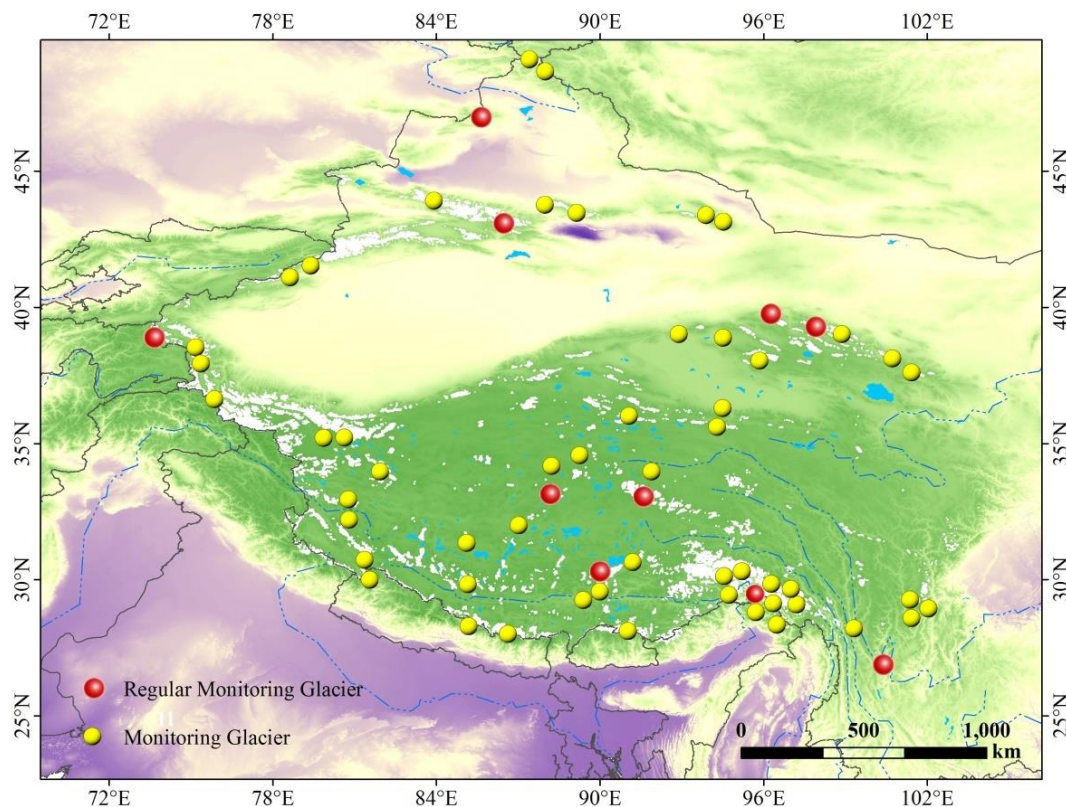 72°E 78°E 84°E 90°E 96°E 102°E
45°N 45°N
40°N 40°N
35°N 35°N
30°N 30°N
25°N 25°N
Regular Monitoring Glacier
11
Monitoring Glacier
0 500 1,000
km
72°E 78°E 84°E 90°E 96°E 102°E